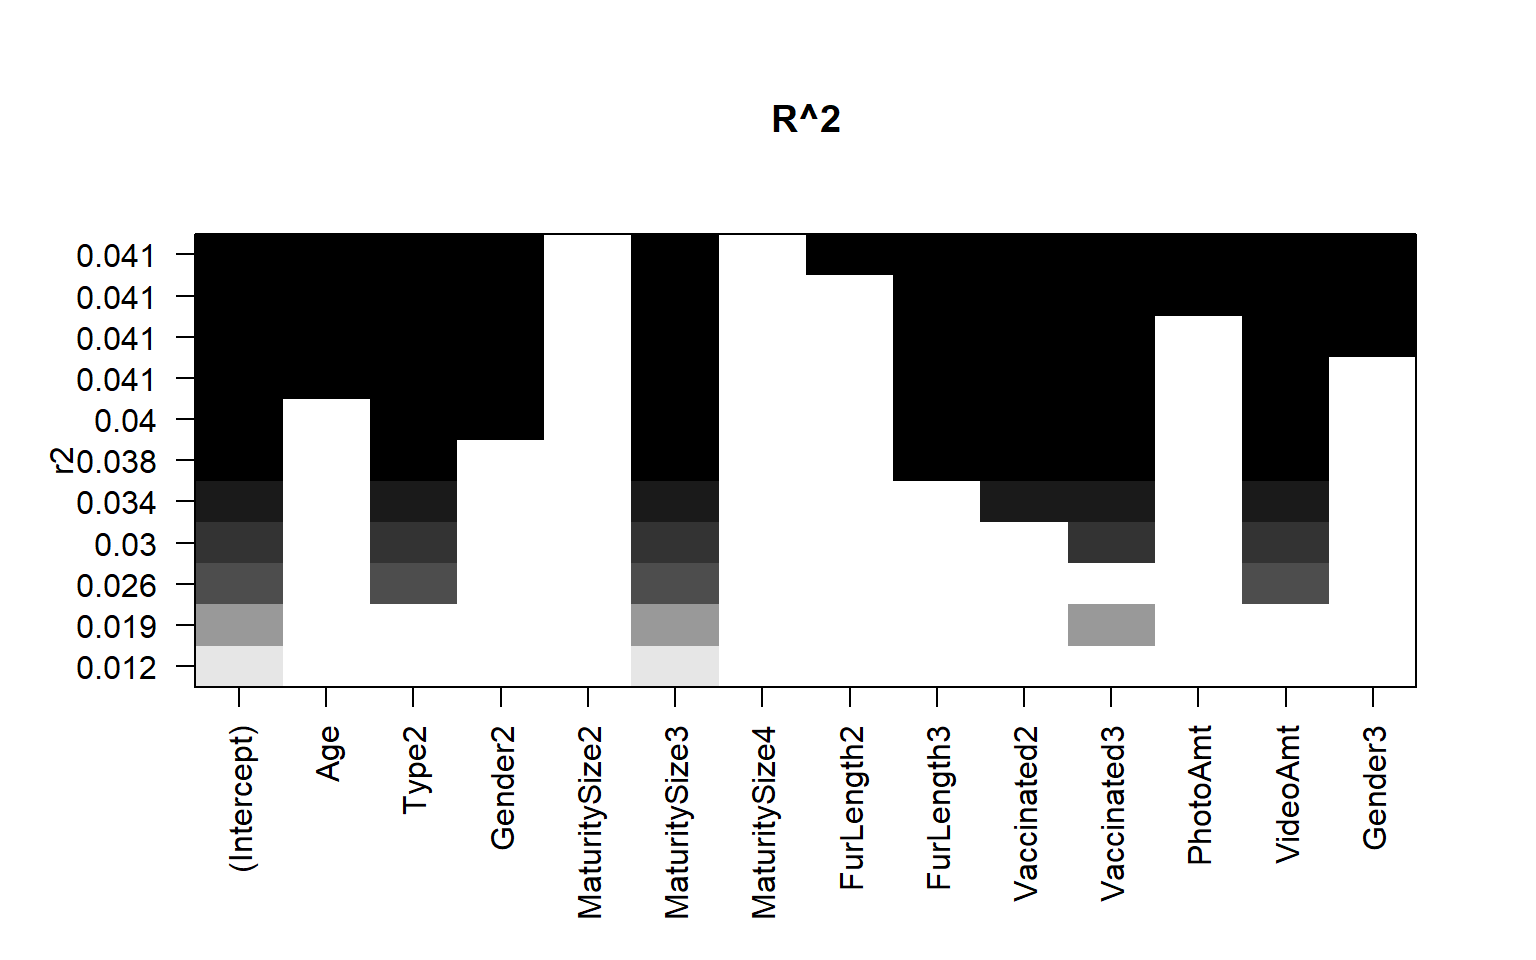 R^2
0.041
0.041
0.041
0.041
0.04
0.038
0.034
0.03
0.026
0.019
0.012
r2
(Intercept)
Age
Type2
Gender2
MaturitySize2
MaturitySize3
MaturitySize4
FurLength2
FurLength3
Vaccinated2
Vaccinated3
PhotoAmt
VideoAmt
Gender3